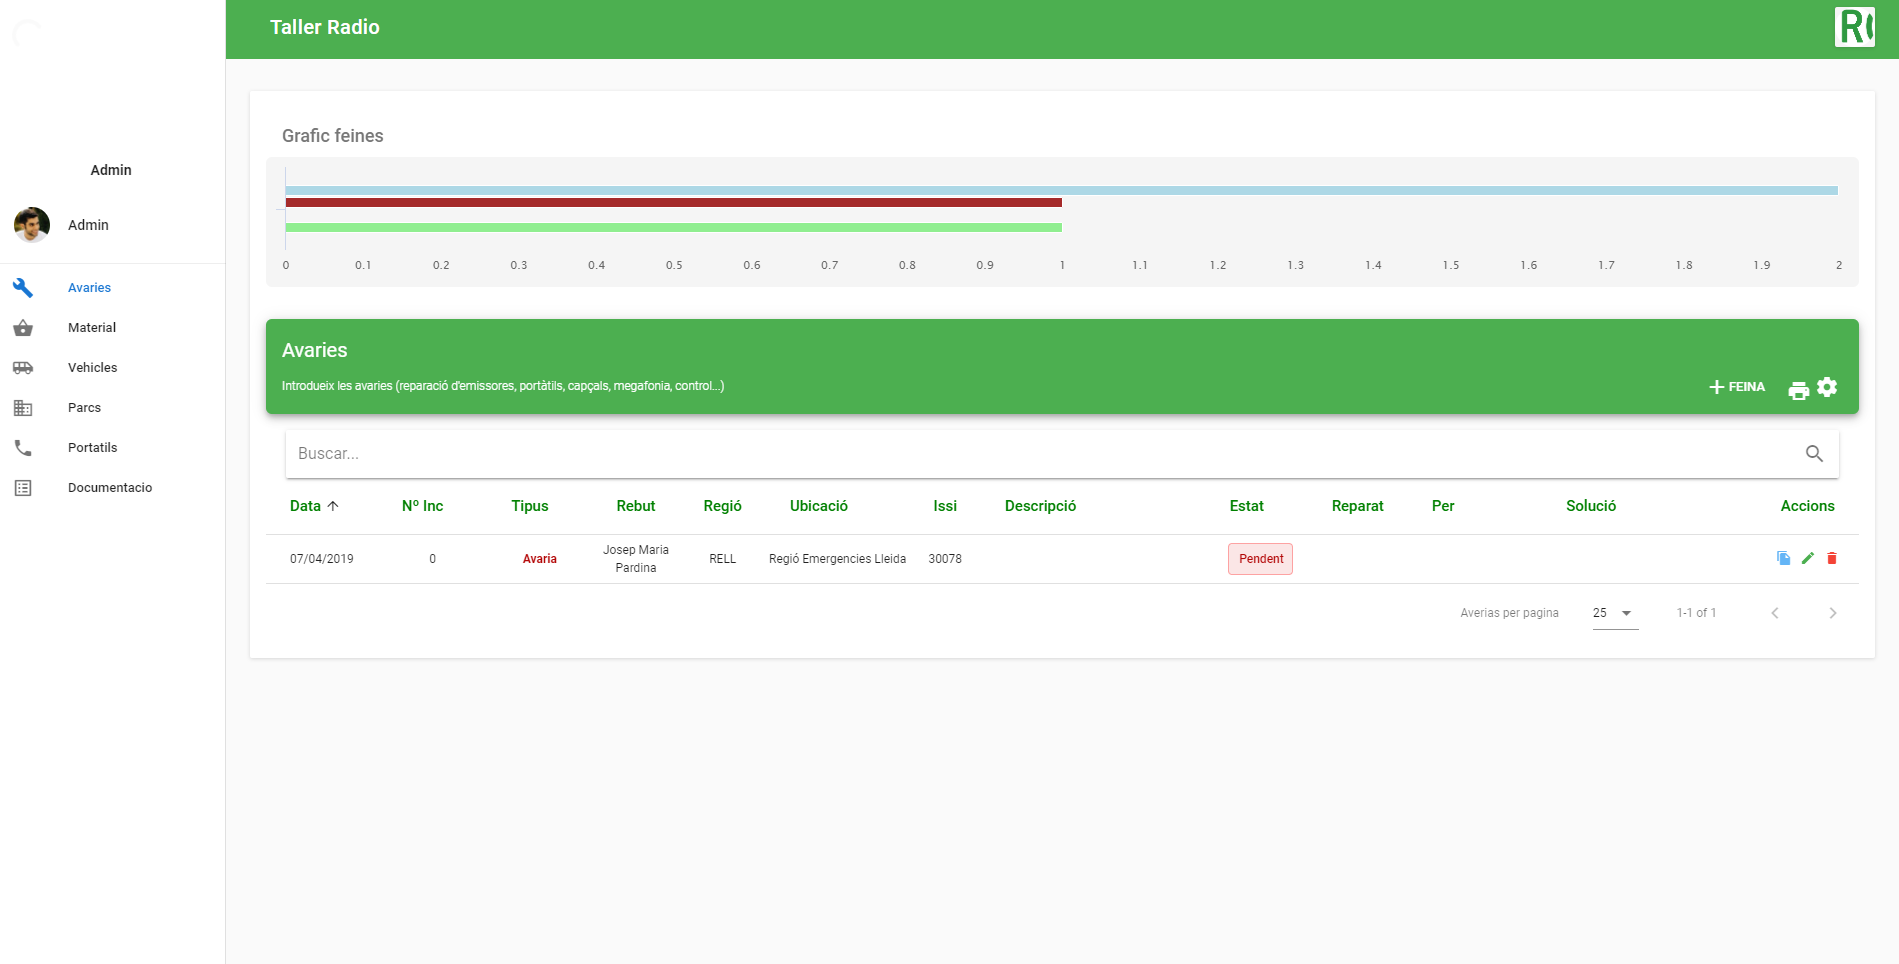 Taller Radio
R
Admin
Admin
Avaries
Material
Vehicles
Parcs
Portatils
Documentacio
Grafic feines
0 0.1 0.2 0.3 0.4 0.5 0.6 0.7 0.8 0.9 1 1.1 1.2 1.3 1.4 1.5 1.6 1.7 1.8 1.9 2
Avaries
Introdueix les avaries (reparació d'emissores, portàtils, capçals, megafonia, control...)
FEINA
Buscar...
Data Nº Inc Tipus Rebut Regió Ubicació Issi Descripció Estat Reparat Per Solució Accions
07/04/2019 0 Avaria Josep Maria Pardina RELL Regió Emergencies Lleida 30078 Pendent
Averias per pagina 25 1-1 of 1